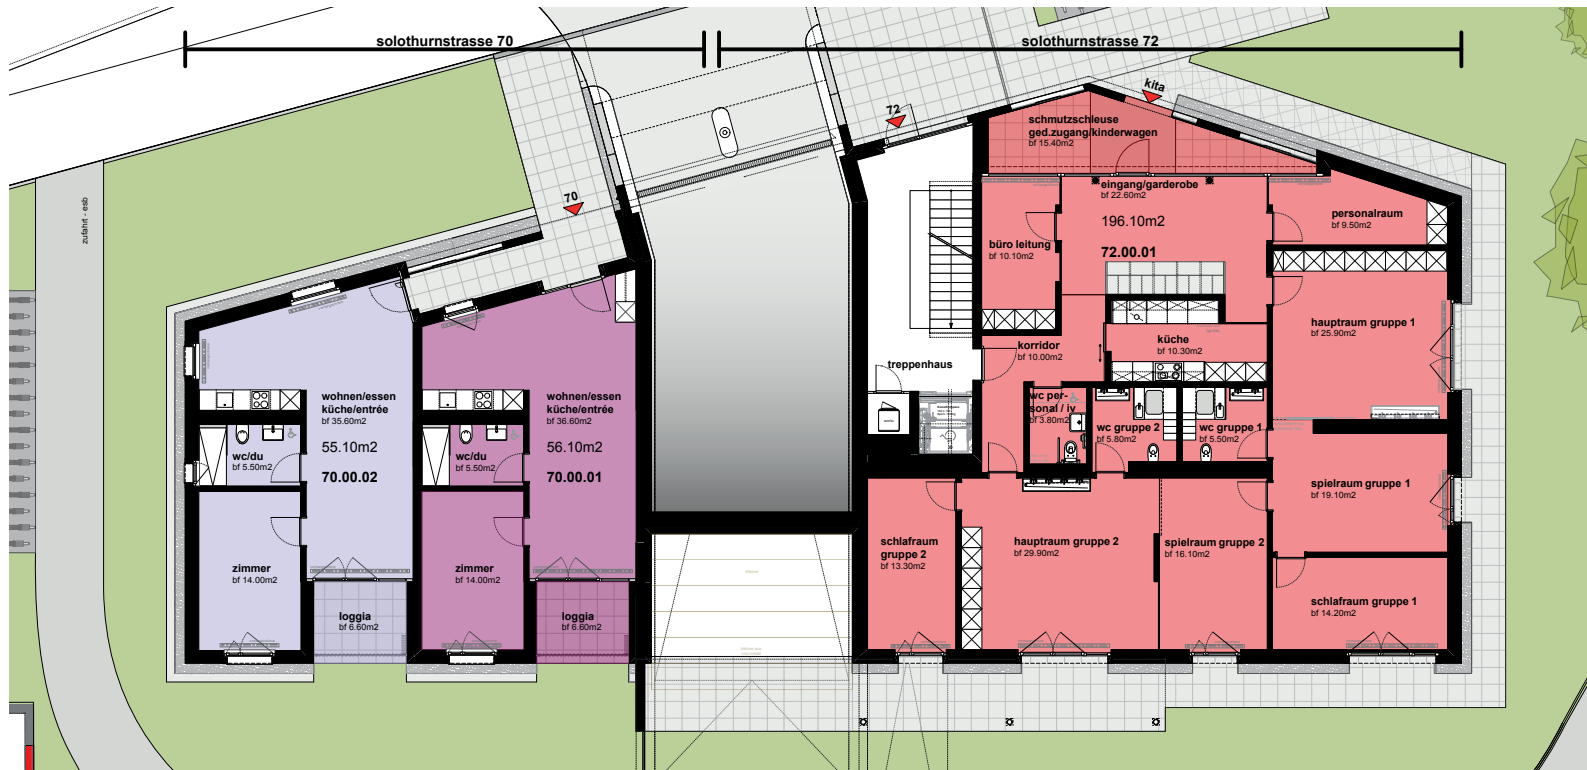 solothurnstrasse 70
solothurnstrasse 72
kita
72
schmutzschleuse
ged.zugang/kinderwagen
bf 15.40m2
70
zufahrt - esb
eingang/garderobe
bf 22.60m2
196.10m2
72.00.01
personalraum
bf 9.50m2
büro leitung
bf 10.10m2
hauptraum gruppe 1
bf 25.90m2
korridor
bf 10.00m2
küche
bf 10.30m2
treppenhaus
wohnen/essen
küche/entrée
bf 35.60m2
55.10m2
70.00.02
wohnen/essen
küche/entrée
bf 36.60m2
56.10m2
70.00.01
wc per-
sonal / iv
bf 3.80m2
wc gruppe 2
bf 5.80m2
wc gruppe 1
bf 5.50m2
wc/du
bf 5.50m2
wc/du
bf 5.50m2
spielraum gruppe 1
bf 19.10m2
schlafraum
gruppe 2
bf 13.30m2
hauptraum gruppe 2
bf 29.90m2
spielraum gruppe 2
bf 16.10m2
zimmer
bf 14.00m2
zimmer
bf 14.00m2
schlafraum gruppe 1
bf 14.20m2
loggia
bf 6.60m2
loggia
bf 6.60m2